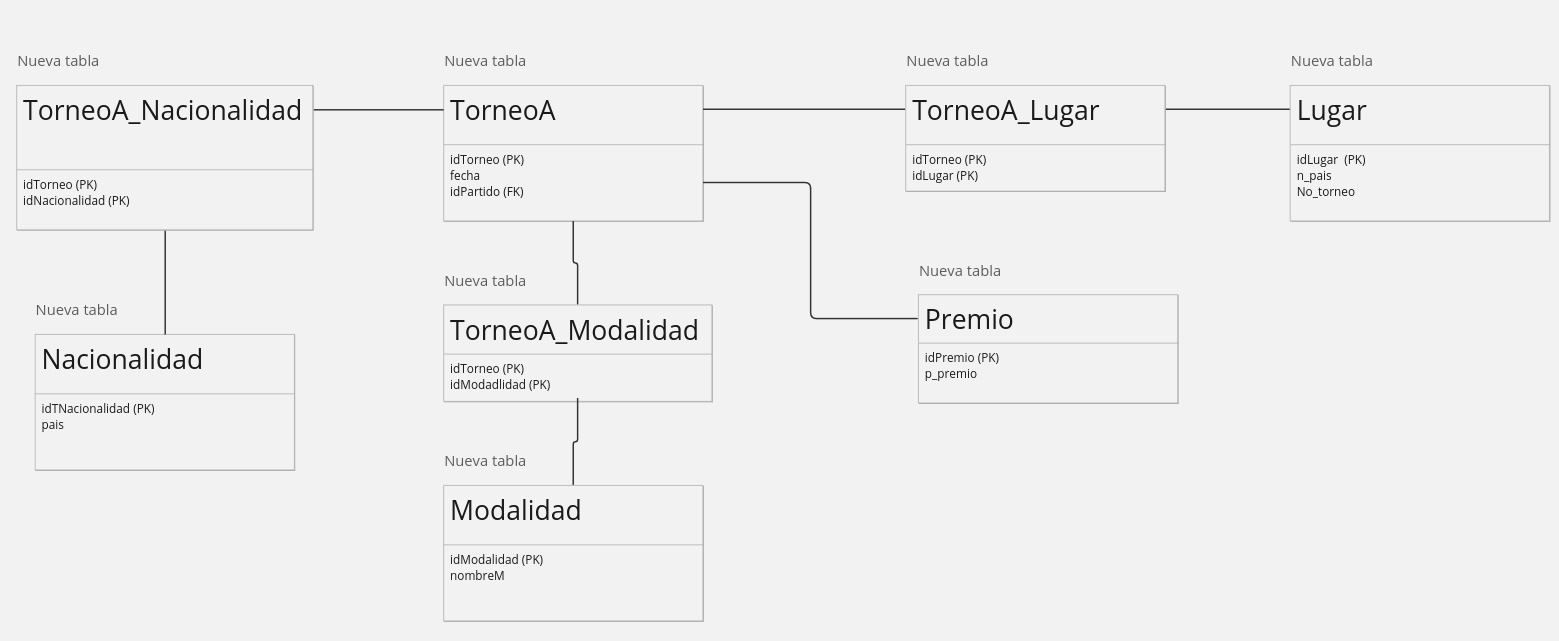 Nueva tabla
TorneoA_Nacionalidad
idTorneo (PK)
idNacionalidad (PK)
Nueva tabla
TorneoA
idTorneo (PK)
fecha
idPartido (FK)
Nueva tabla
TorneoA_Lugar
idTorneo (PK)
idLugar (PK)
Nueva tabla
Lugar
idLugar  (PK)
n_pais
No_torneo
Nueva tabla
Nacionalidad
idTNacionalidad (PK)
pais
Nueva tabla
TorneoA_Modalidad
idTorneo (PK)
idModadlidad (PK)
Nueva tabla
Premio
idPremio (PK)
p_premio
Nueva tabla
Modalidad
idModalidad (PK)
nombreM